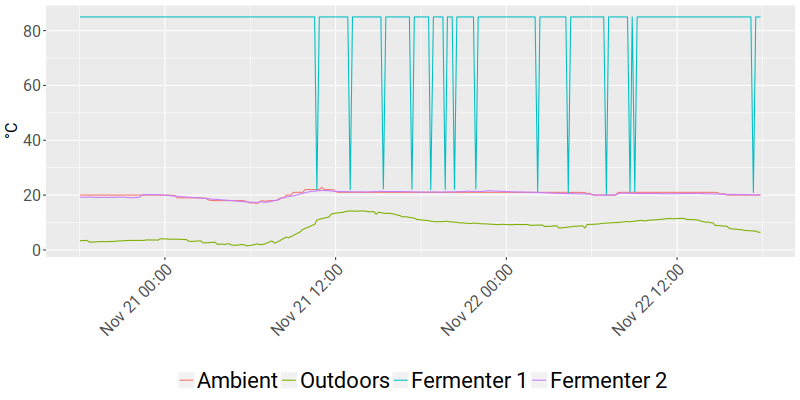 80
60
°C
40
20
0
Nov 21 00:00
Nov 21 12:00
Nov 22 00:00
Nov 22 12:00
Ambient Outdoors Fermenter 1 Fermenter 2